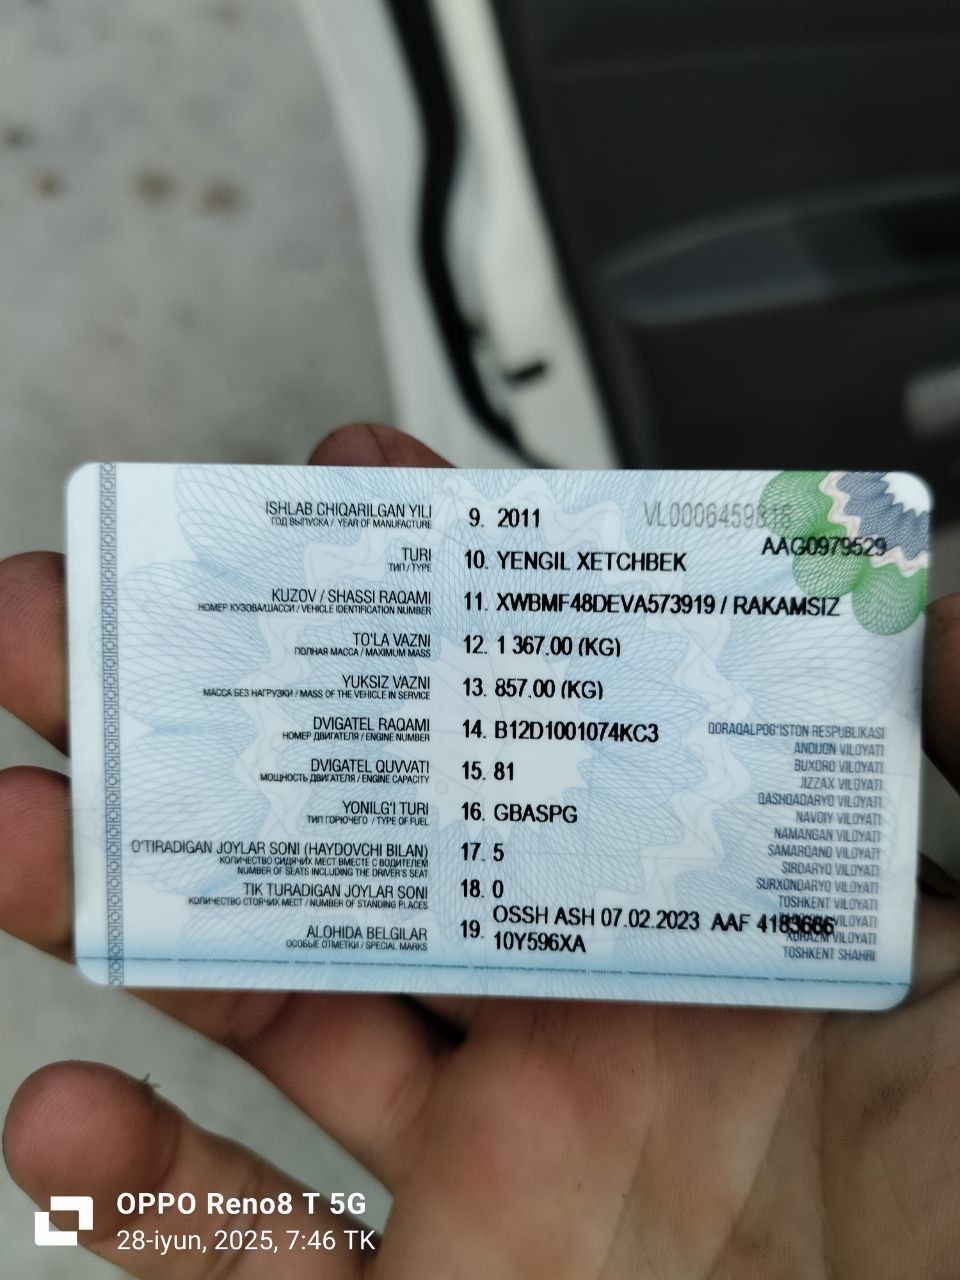 ISHLAB CHIQARILGAN YILI
ГОД ВЫПУСКА / YEAR OF MANUFACTURE
9. 2011
VL0006459816
AAG0979529
TURI
ТИП / TYPE
10. YENGIL XETCHBEK
KUZOV / SHASSI RAQAMI
НОМЕР КУЗОВА/ШАССИ / VEHICLE IDENTIFICATION NUMBER
11. XWBMF48DEVA573919 / RAKAMSIZ
TO'LA VAZNI
ПОЛНАЯ МАССА / MAXIMUM MASS
12. 1 367.00 (KG)
YUKSIZ VAZNI
МАССА БЕЗ НАГРУЗКИ / MASS OF THE VEHICLE IN SERVICE
13. 857.00 (KG)
DVIGATEL RAQAMI
НОМЕР ДВИГАТЕЛЯ / ENGINE NUMBER
14. B12D1001074KC3
DVIGATEL QUVVATI
МОЩНОСТЬ ДВИГАТЕЛЯ / ENGINE CAPACITY
15. 81
YONILG'I TURI
ТИП ГОРЮЧЕГО / TYPE OF FUEL
16. GBASPG
O'TIRADIGAN JOYLAR SONI (HAYDOVCHI BILAN)
КОЛИЧЕСТВО СИДЯЧИХ МЕСТ ВМЕСТЕ С ВОДИТЕЛЕМ
NUMBER OF SEATS INCLUDING THE DRIVER'S SEAT
17. 5
TIK TURADIGAN JOYLAR SONI
КОЛИЧЕСТВО СТОЯЧИХ МЕСТ / NUMBER OF STANDING PLACES
18. 0
ALOHIDA BELGILAR
ОСОБЫЕ ОТМЕТКИ / SPECIAL MARKS
19. OSSH ASH 07.02.2023 AAF 4183666
10Y596XA
QORAQALPOG'ISTON RESPUBLIKASI
ANDIJON VILOYATI
BUXORO VILOYATI
JIZZAX VILOYATI
QASHQADARYO VILOYATI
NAVOIY VILOYATI
NAMANGAN VILOYATI
SAMARQAND VILOYATI
SIRDARYO VILOYATI
SURXONDARYO VILOYATI
TOSHKENT VILOYATI
VILOYATI
XORAZM VILOYATI
TOSHKENT SHAHRI
OPPO Reno8 T 5G
28-iyun, 2025, 7:46 TK